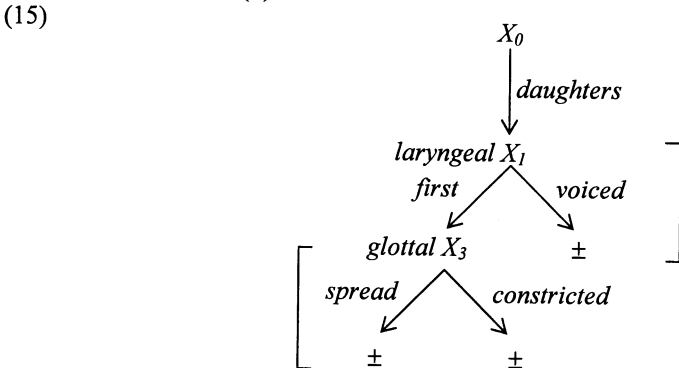 (15)
X0
daughters
laryngeal X1
first voiced
glottal X3 ±
spread constricted
± ±